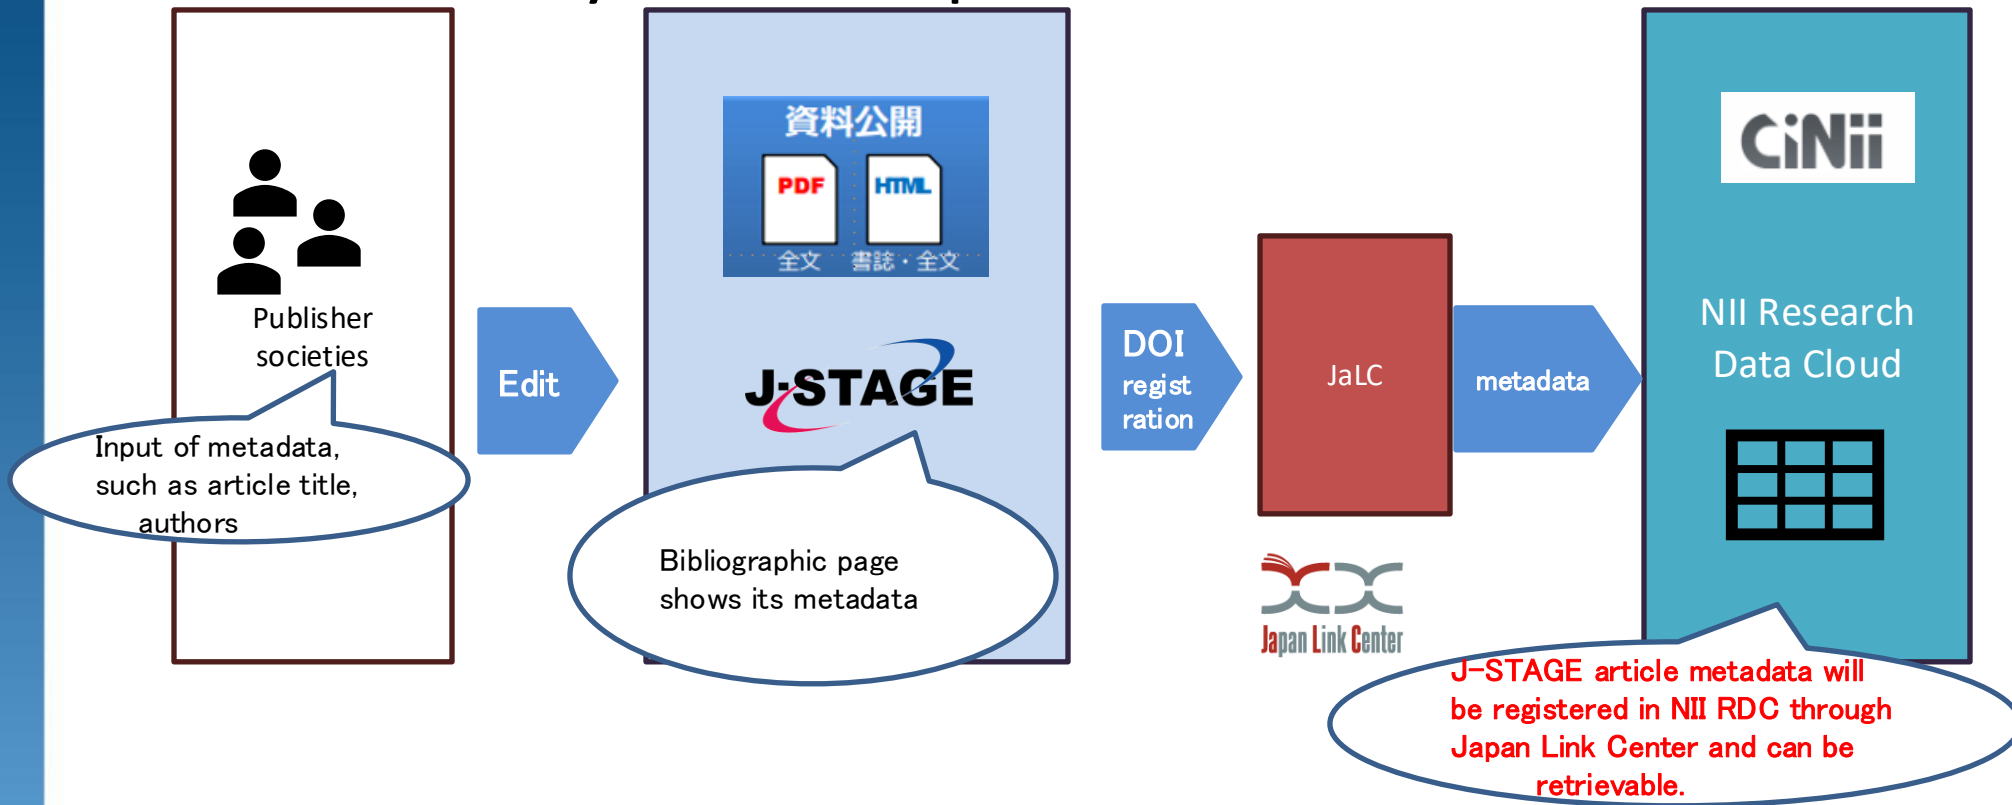 Publisher
societies
Input of metadata,
such as article title,
authors
Edit
資料公開
PDF
HTML
全文
書誌・全文
J-STAGE
Bibliographic page
shows its metadata
DOI
regist
ration
JaLC
Japan Link Center
metadata
CiNii
NII Research
Data Cloud
J-STAGE article metadata will
be registered in NII RDC through
Japan Link Center and can be
retrievable.